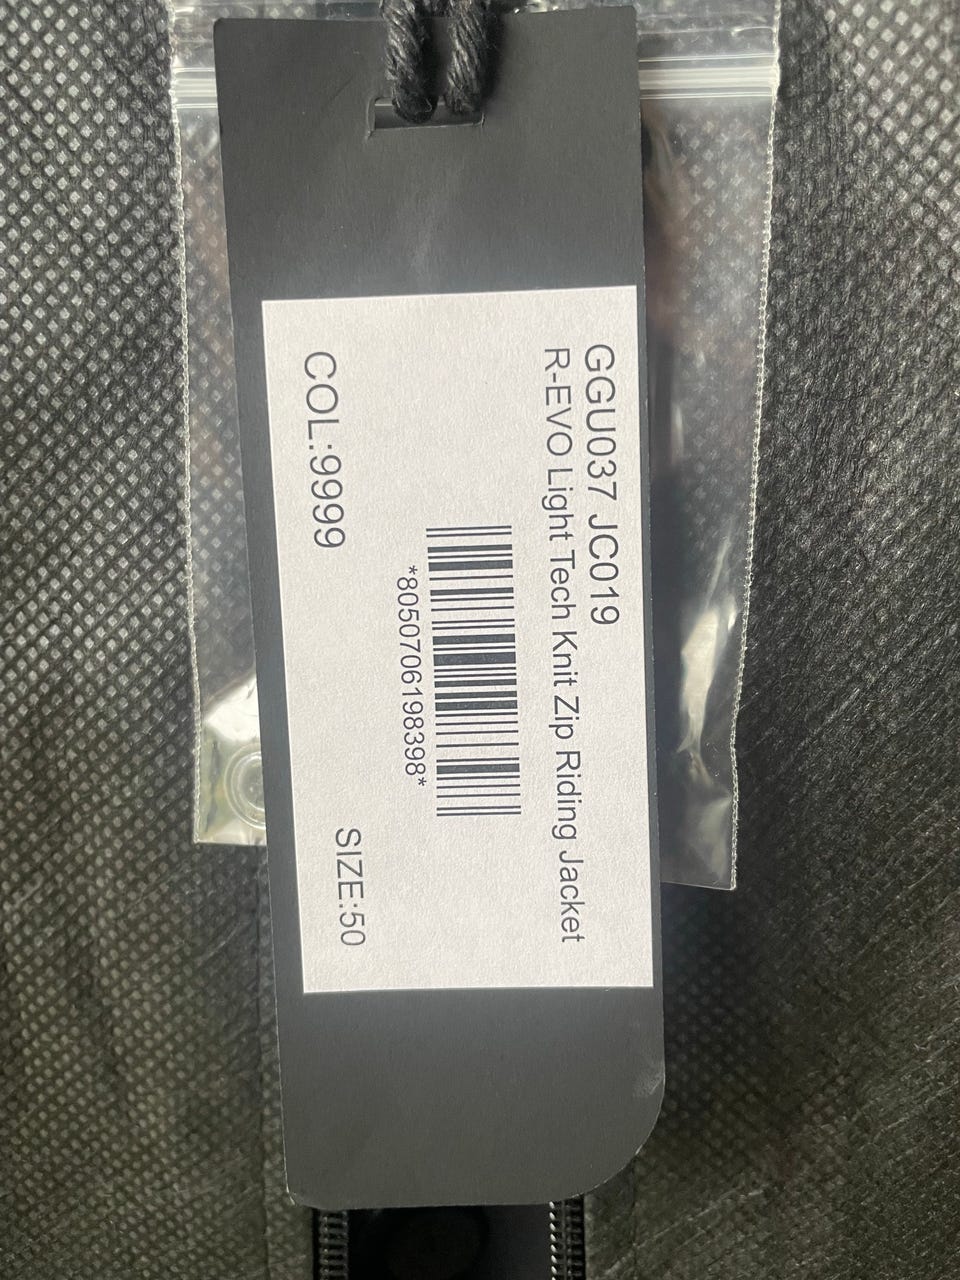 GGU037 JC019
R-EVO Light Tech Knit Zip Riding Jacket
*8050706198398*
COL:9999
SIZE:50